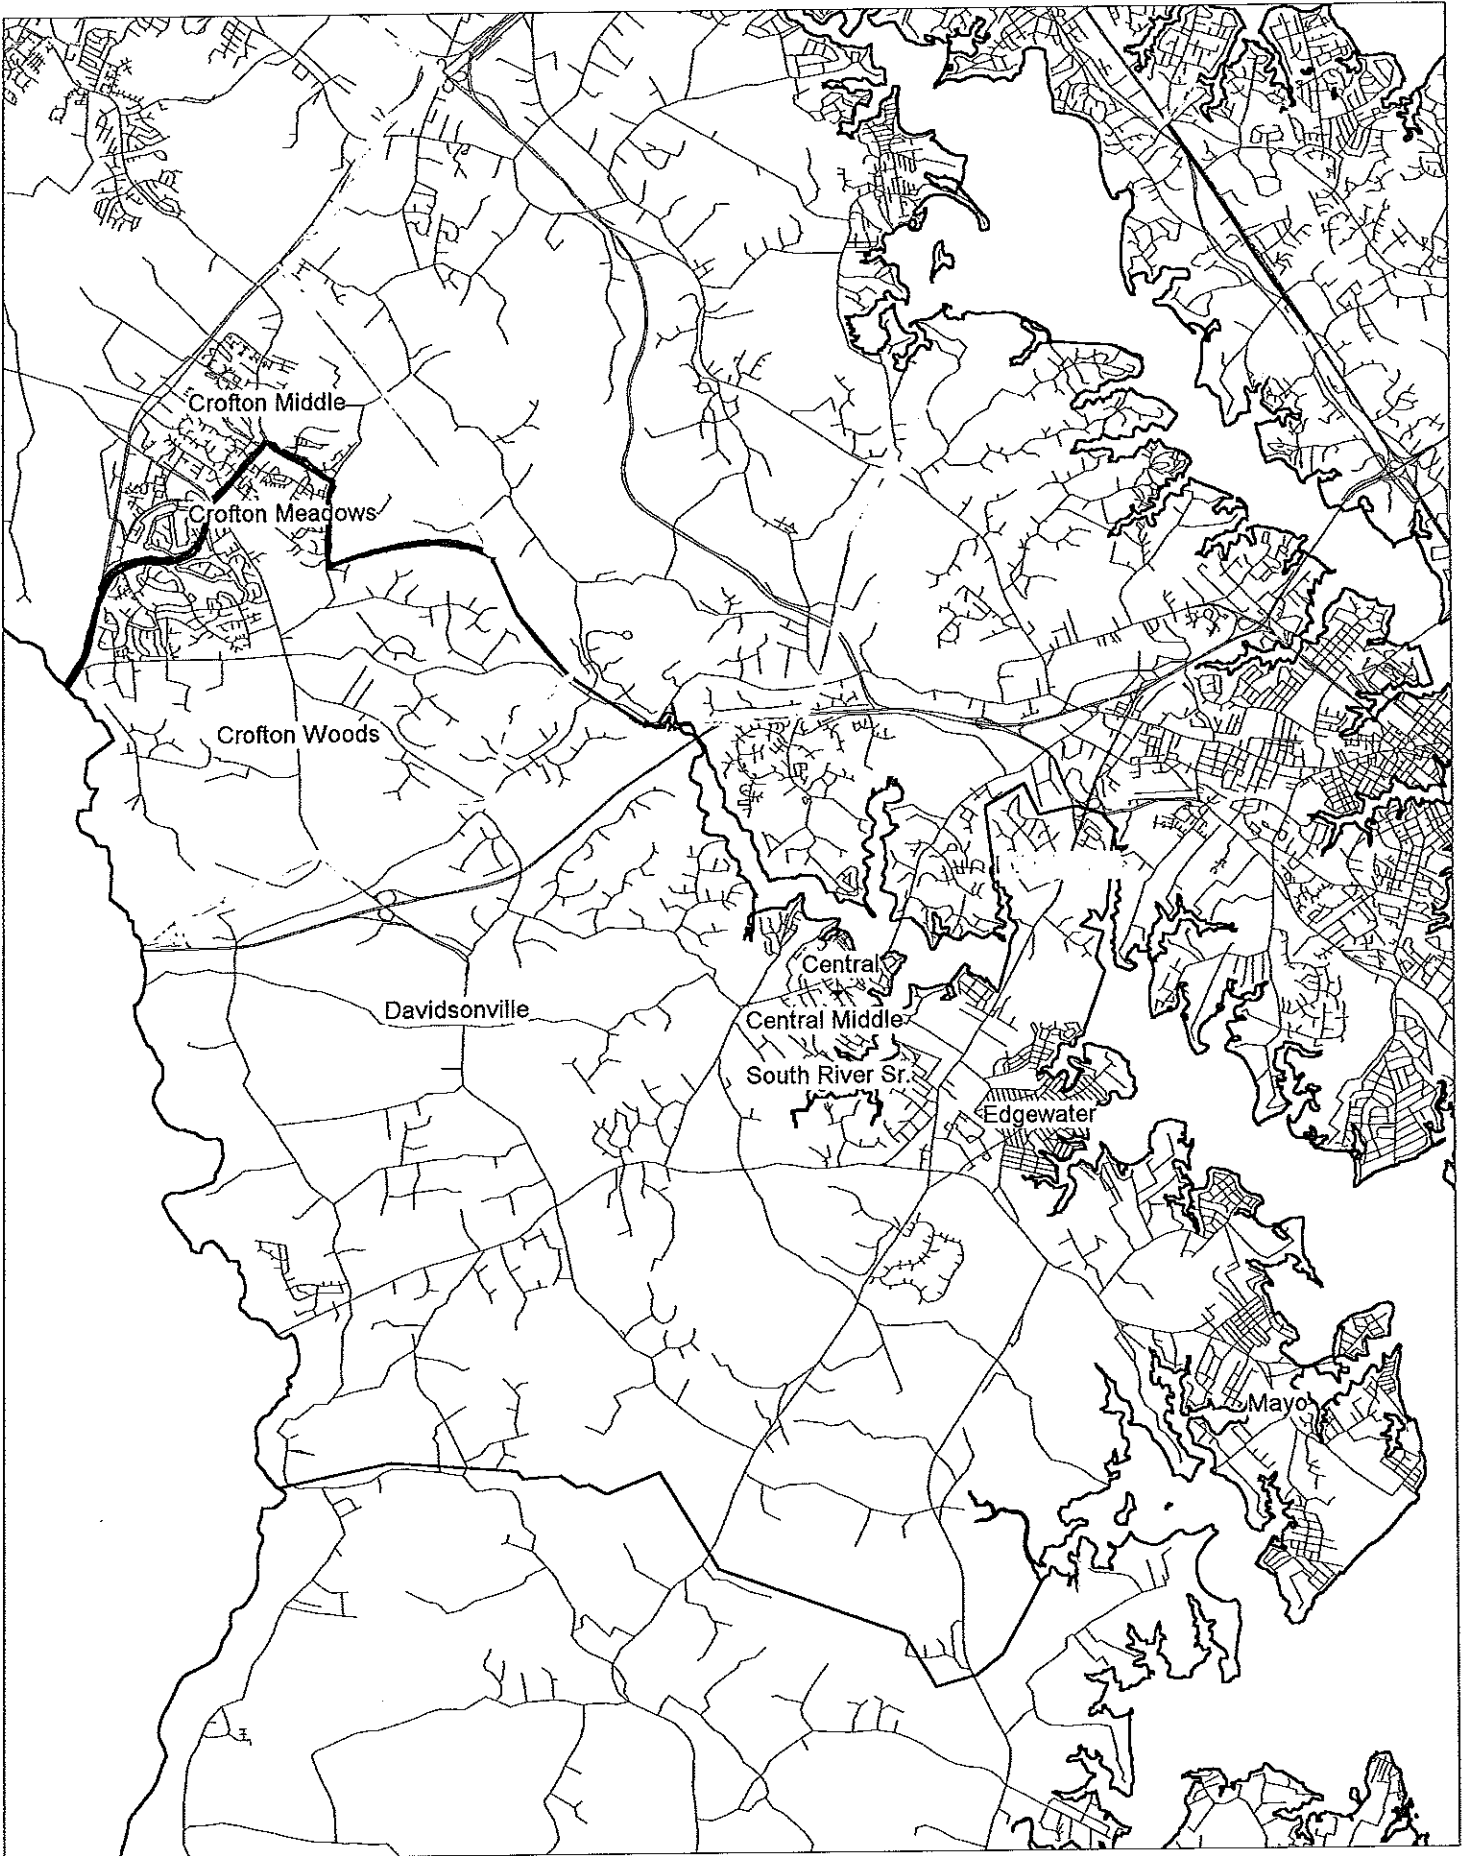 Crofton Middle
Crofton Meadows
Crofton Woods
Central
Davidsonville
Central Middle
South River Sr.
Edgewater
Mayo